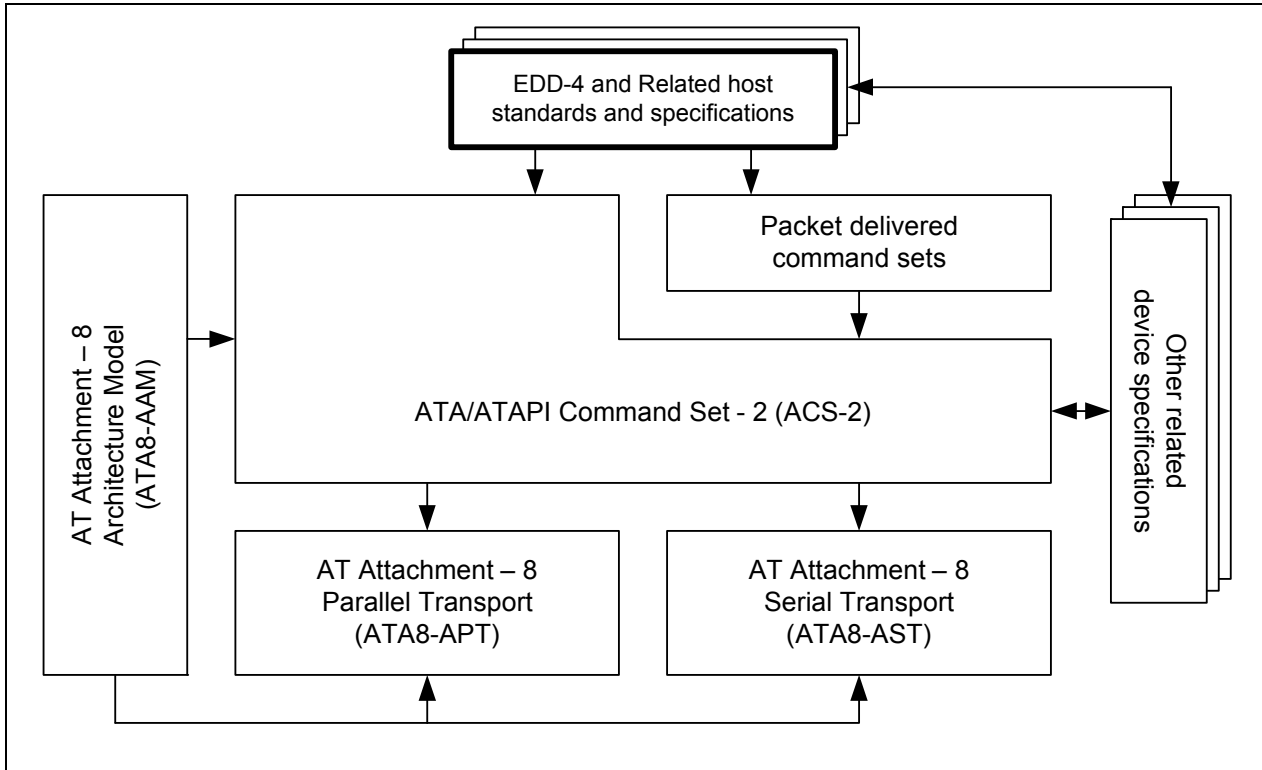 EDD-4 and Related host
standards and specifications
Packet delivered
command sets
AT Attachment – 8
Architecture Model
(ATA8-AAM)
ATA/ATAPI Command Set - 2 (ACS-2)
Other related
device specifications
AT Attachment – 8
Parallel Transport
(ATA8-APT)
AT Attachment – 8
Serial Transport
(ATA8-AST)